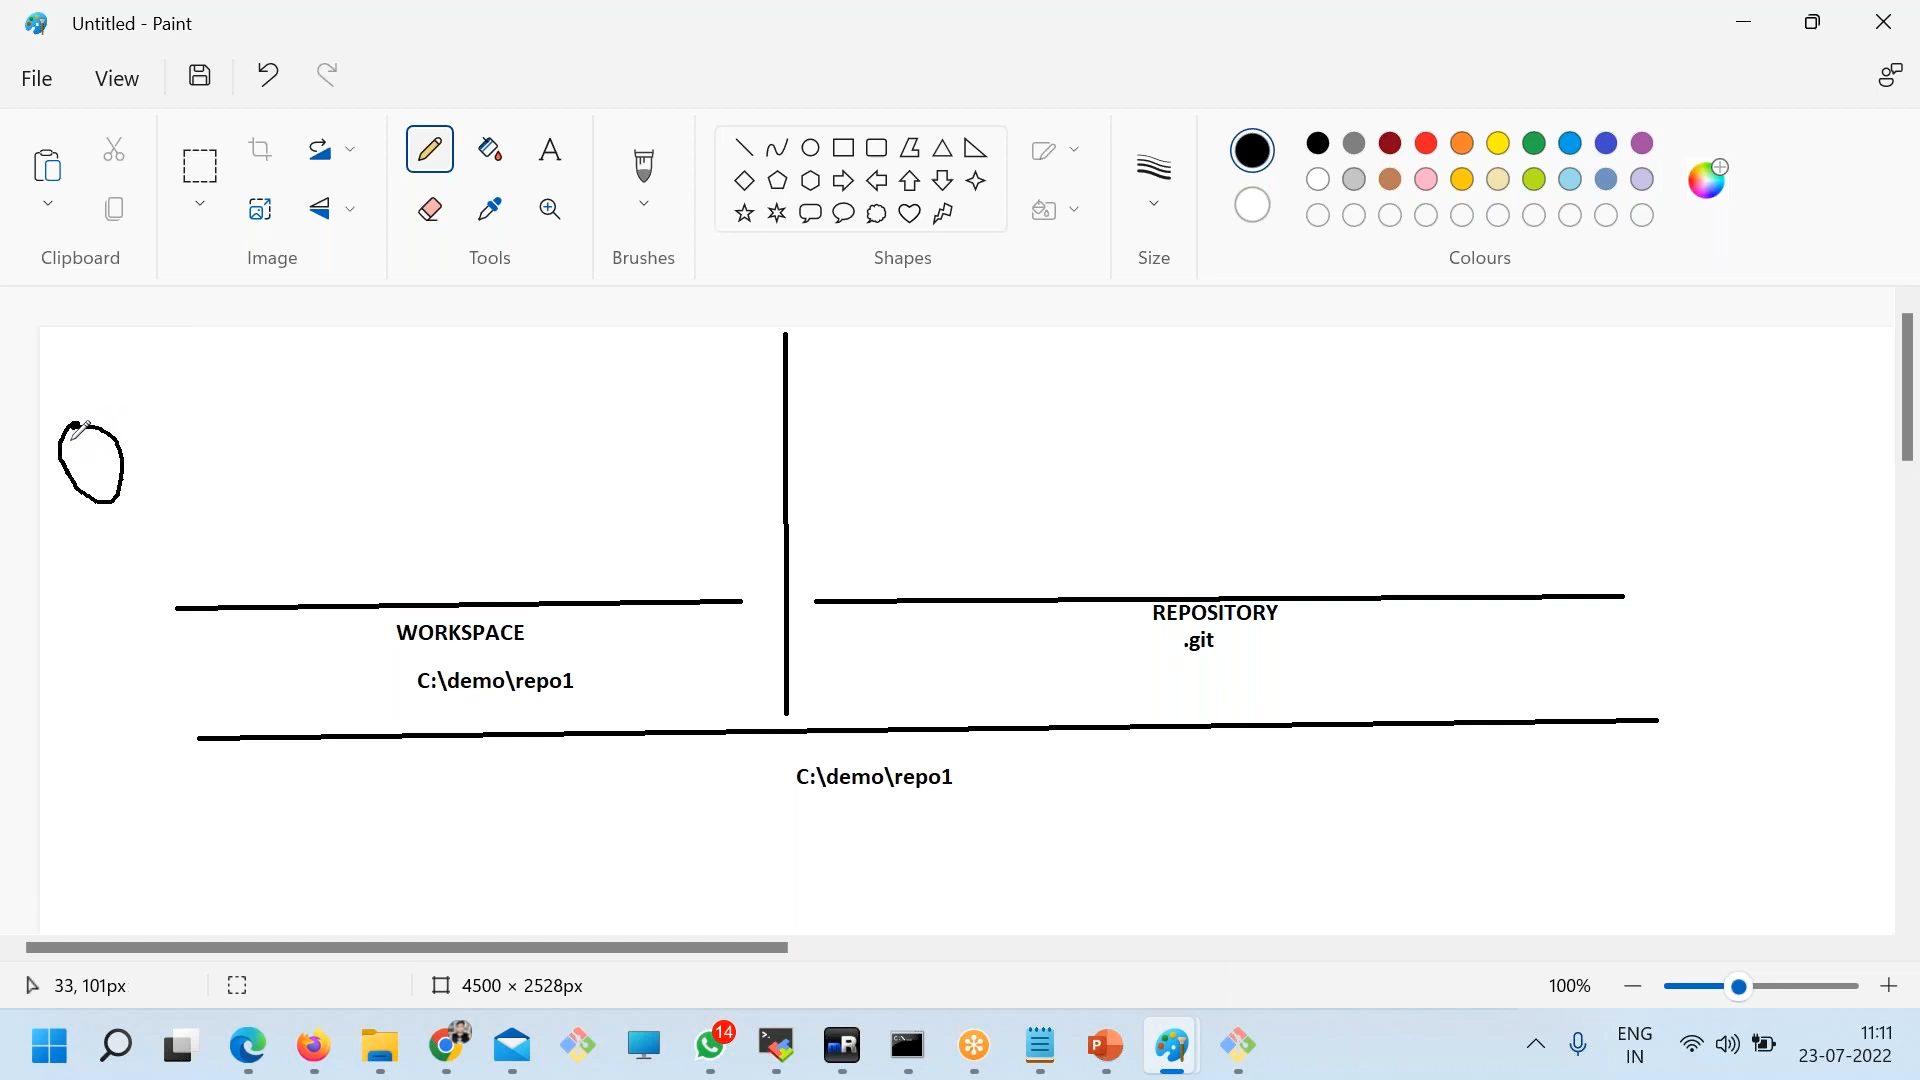 Untitled - Paint
File View
Clipboard Image Tools Brushes Shapes Size Colours
WORKSPACE
C:\demo\repo1
REPOSITORY
.git
C:\demo\repo1
33, 101px 4500 × 2528px 100%
14
ENG
IN
11:11
23-07-2022